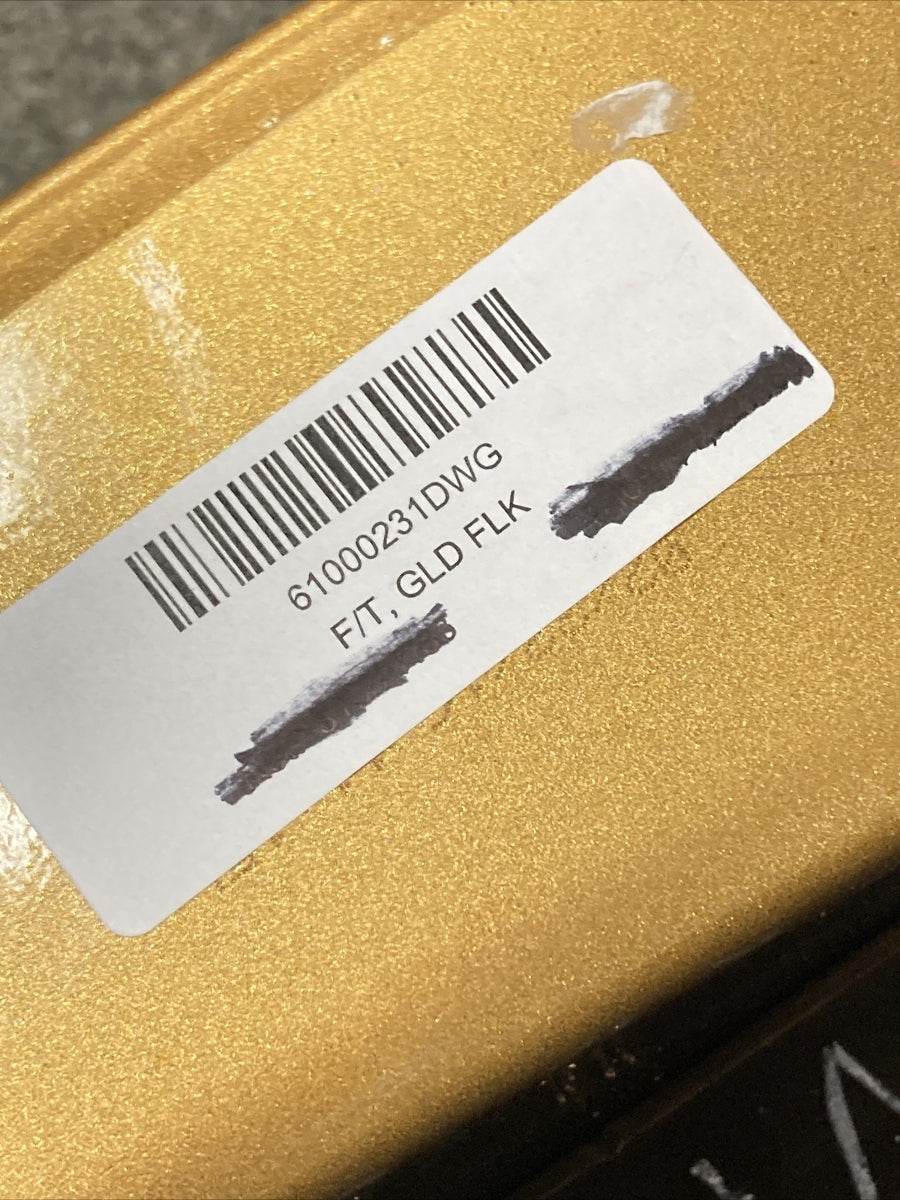 61000231DWG
F/T, GLD FLK